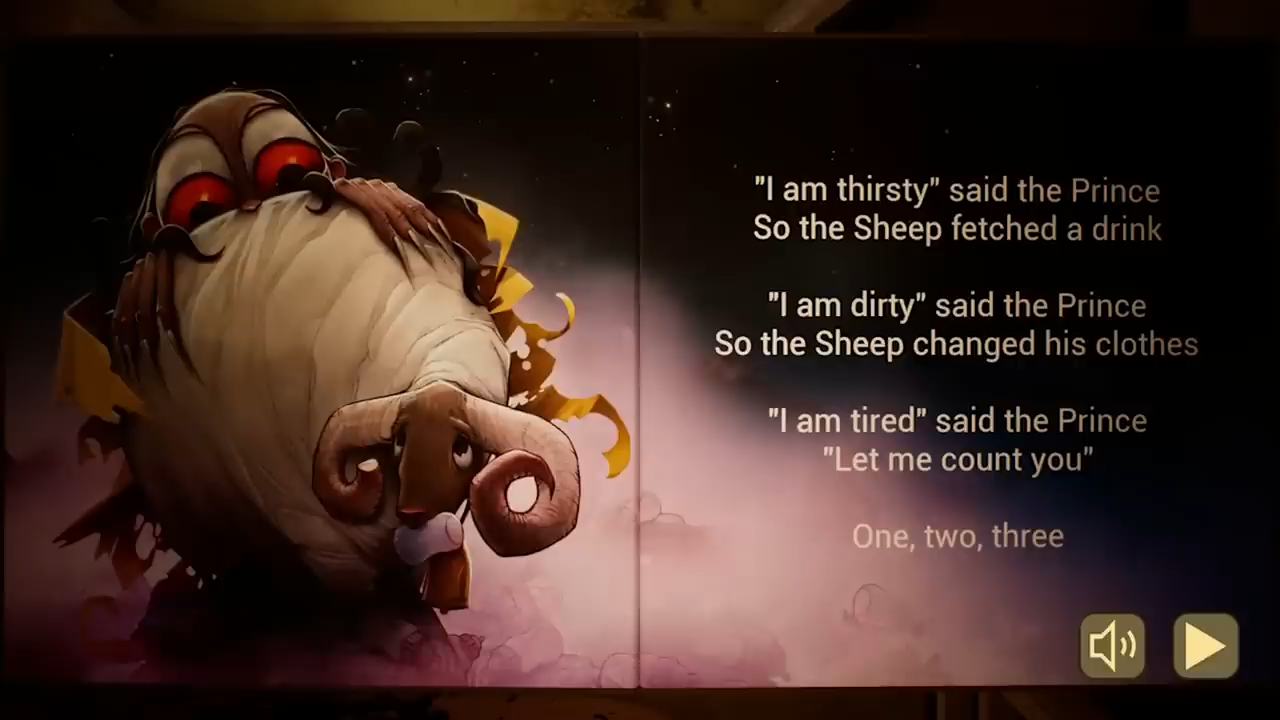 "I am thirsty" said the Prince
So the Sheep fetched a drink
"I am dirty" said the Prince
So the Sheep changed his clothes
"I am tired" said the Prince
"Let me count you"
One, two, three